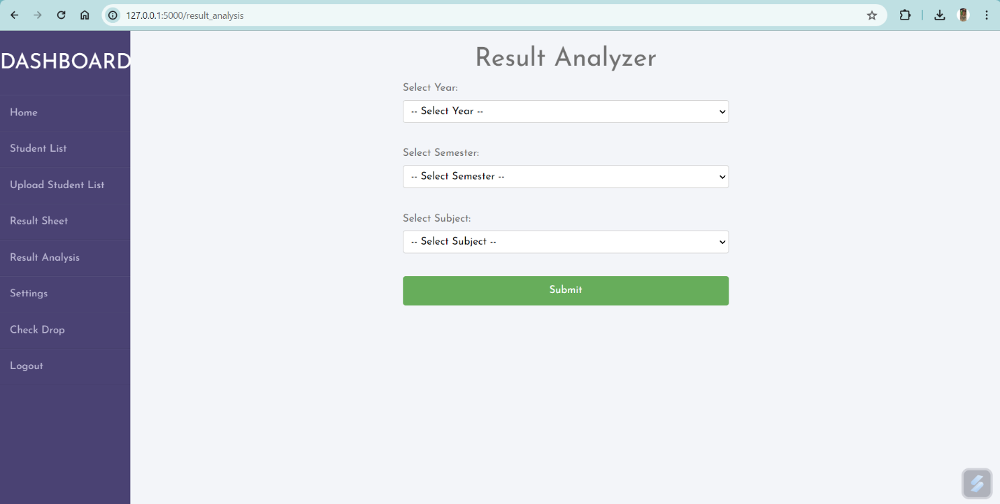 127.0.0.1:5000/result_analysis
DASHBOARD
Home
Student List
Upload Student List
Result Sheet
Result Analysis
Settings
Check Drop
Logout
Result Analyzer
Select Year:
-- Select Year --
Select Semester:
-- Select Semester --
Select Subject:
-- Select Subject --
Submit